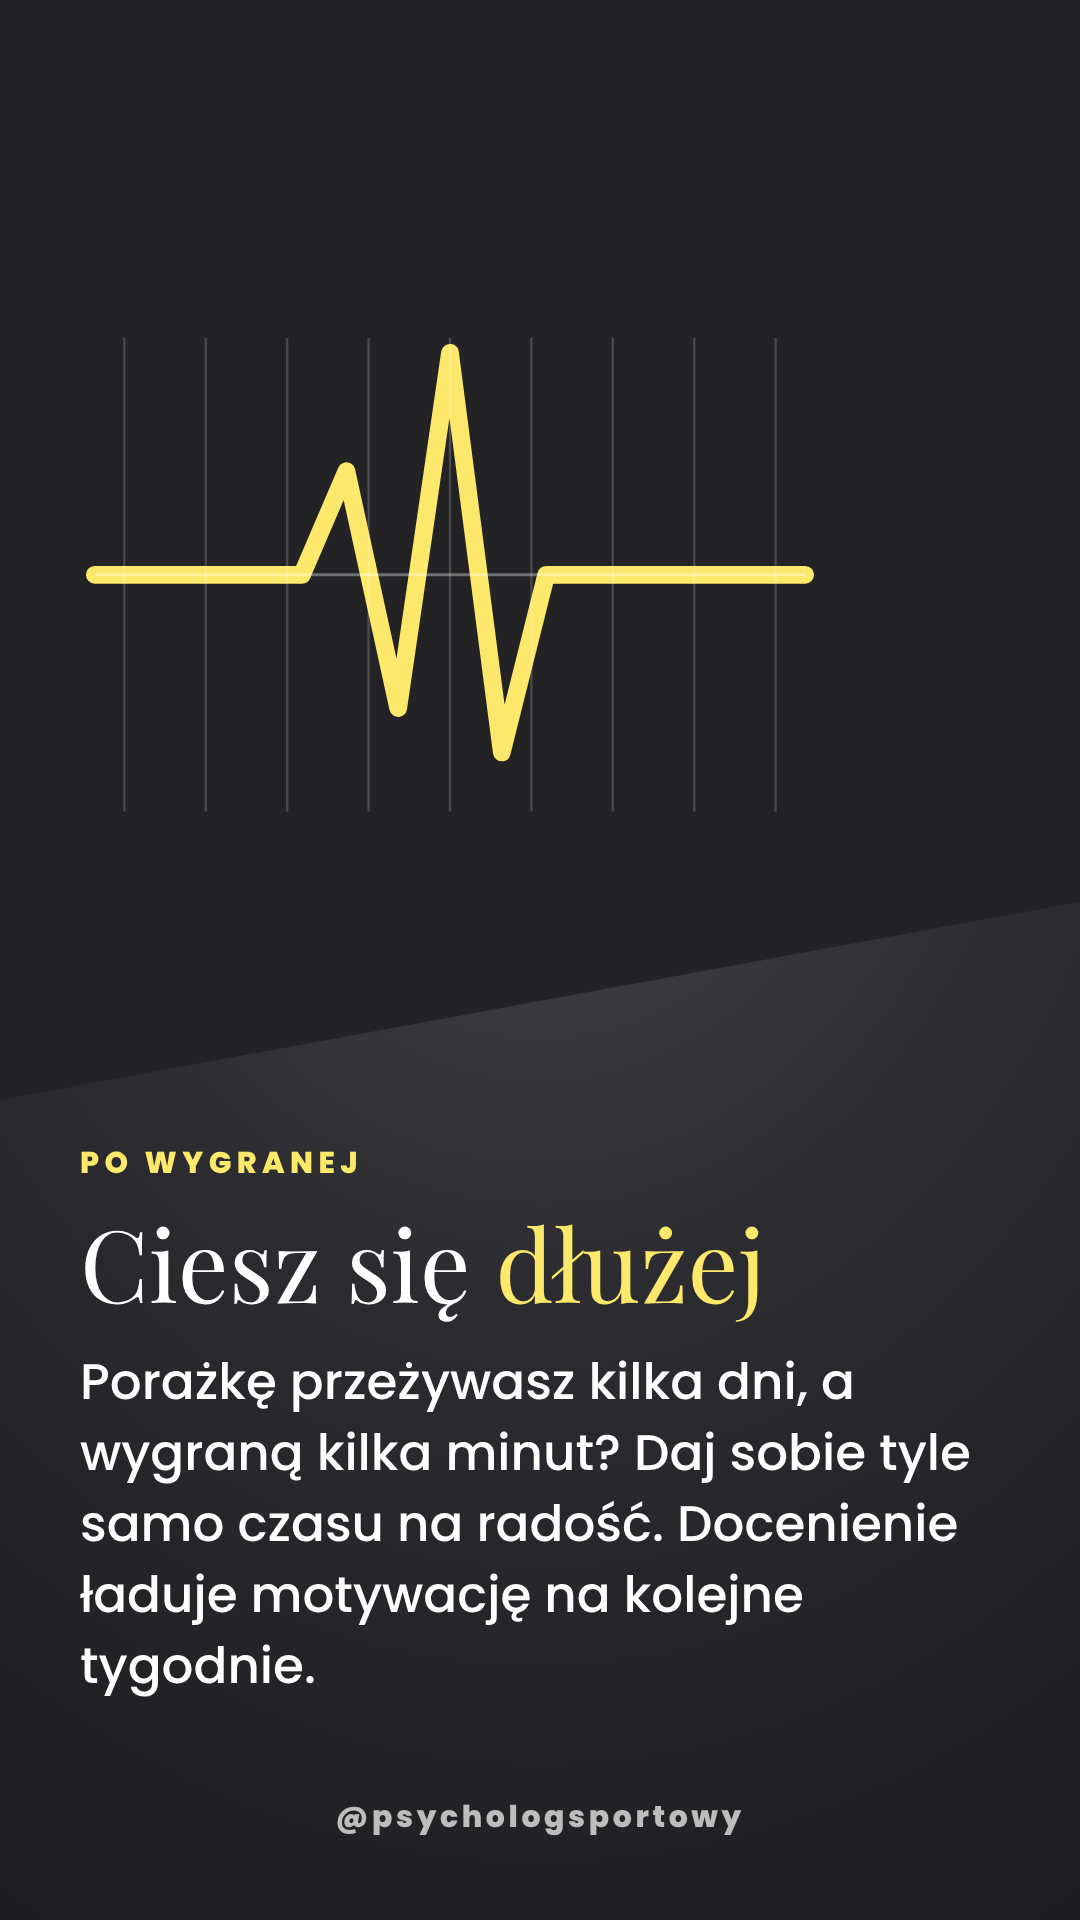 PO WYGRANEJ
Ciesz się dłużej
Porażkę przeżywasz kilka dni, a
wygraną kilka minut? Daj sobie tyle
samo czasu na radość. Docenienie
ładuje motywację na kolejne
tygodnie.
@psychologsportowy